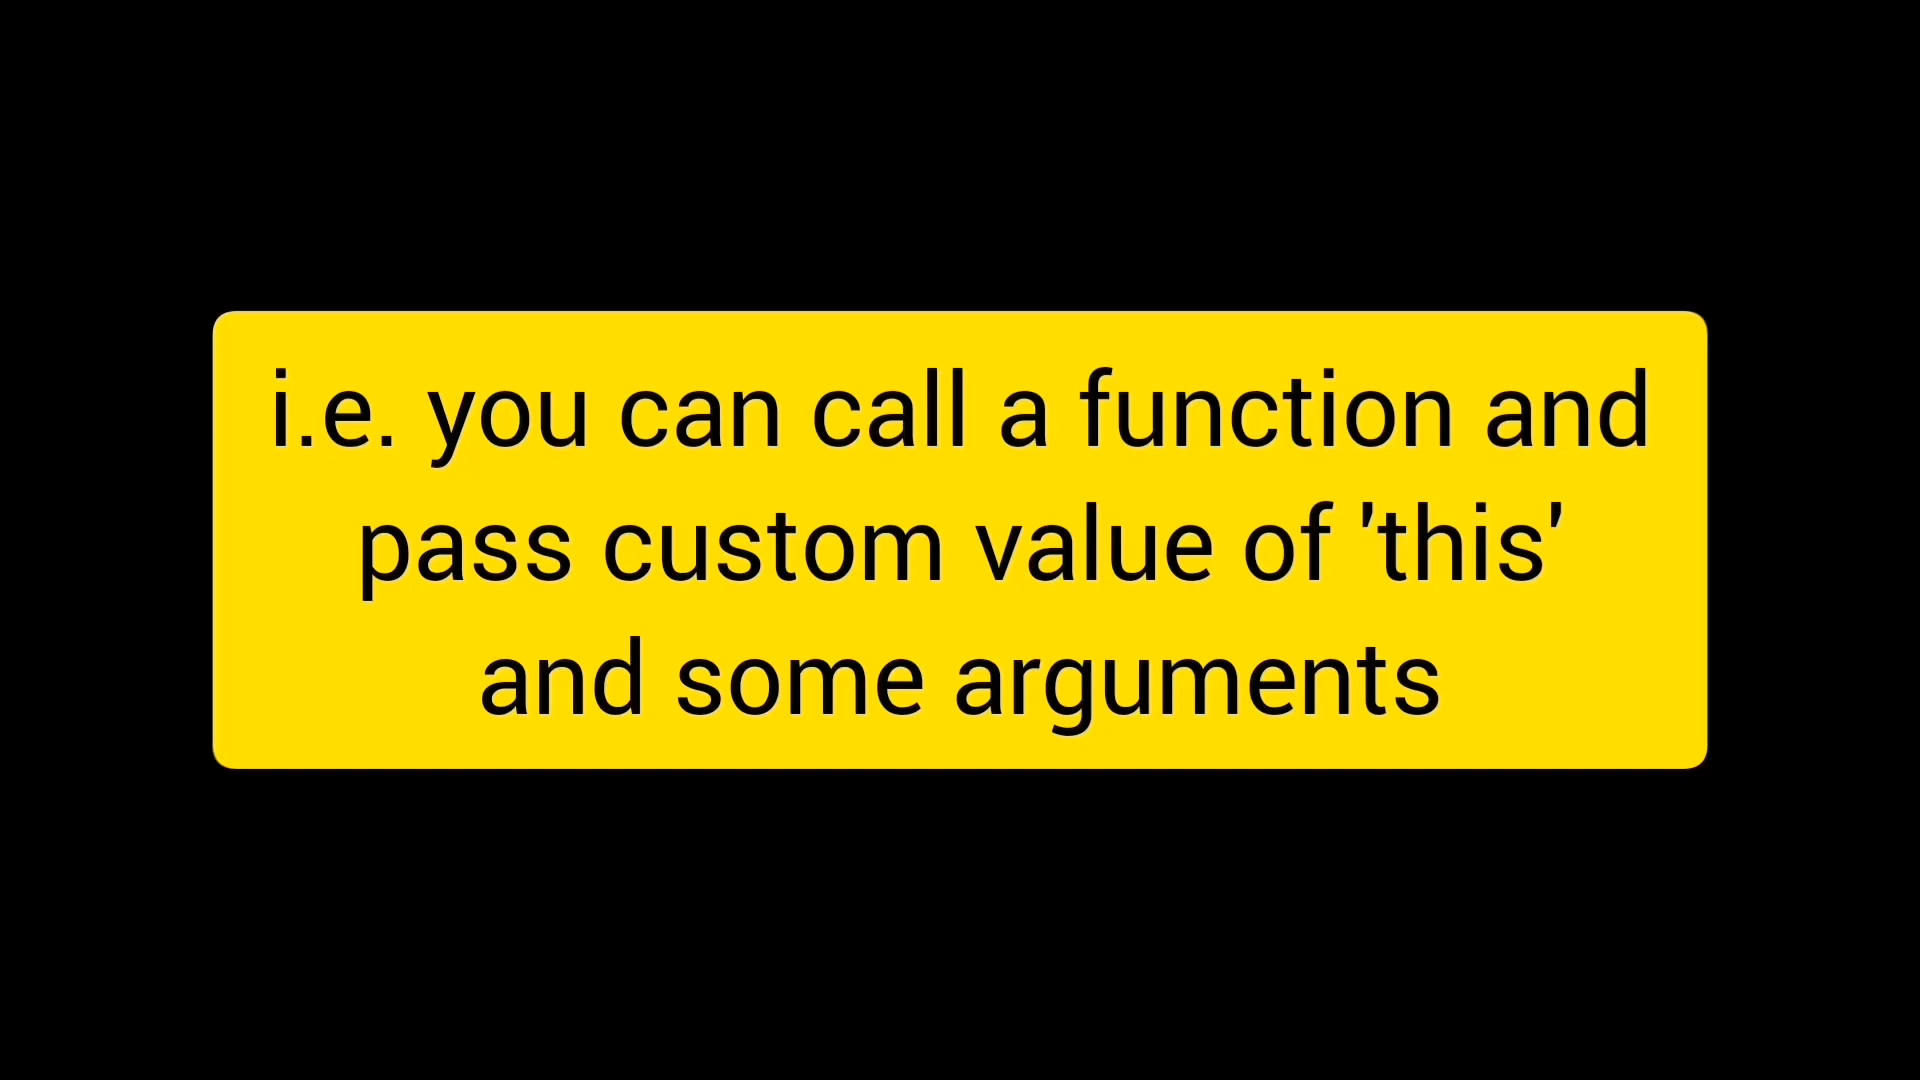 i.e. you can call a function and
pass custom value of 'this'
and some arguments